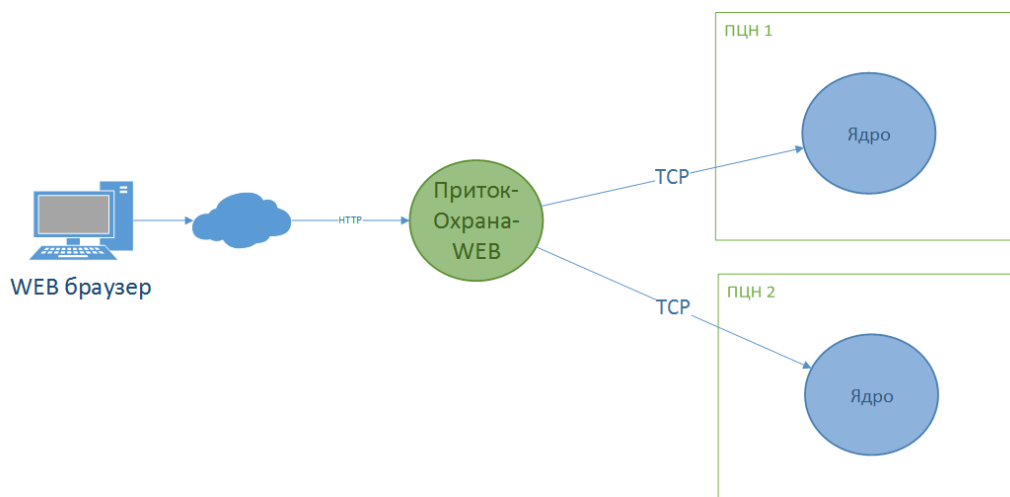 WEB браузер
HTTP
Приток-
Охрана-
WEB
TCP
ПЦН 1
Ядро
TCP
ПЦН 2
Ядро